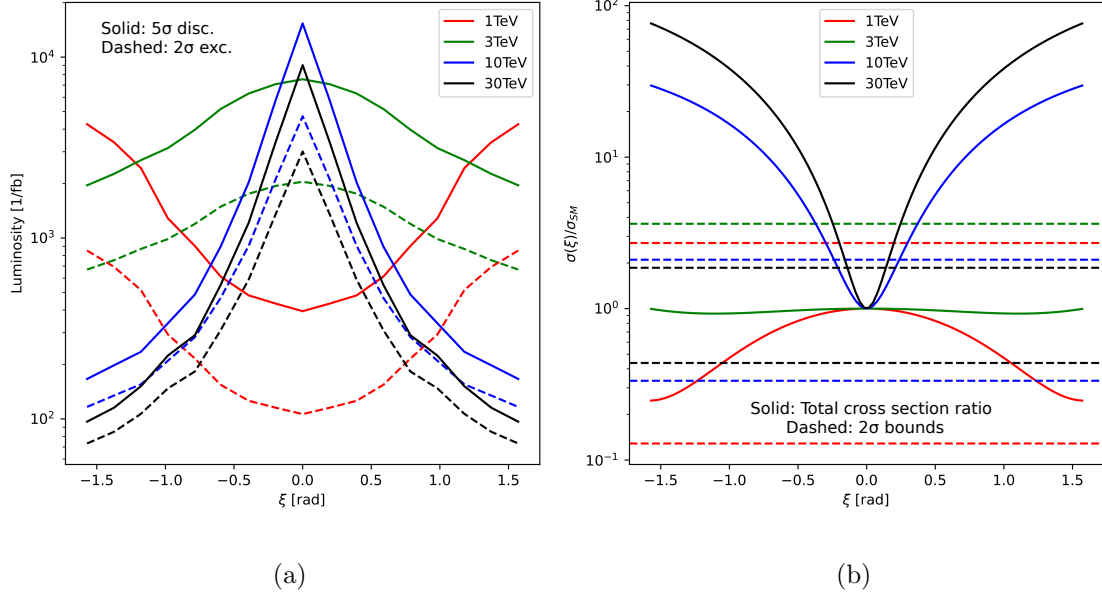 Solid: 5σ disc.
Dashed: 2σ exc.
1TeV
3TeV
10TeV
30TeV
Luminosity [1/fb]
10⁴
10³
10²
−1.5 −1.0 −0.5 0.0 0.5 1.0 1.5
ξ [rad]
(a)
1TeV
3TeV
10TeV
30TeV
σ(ξ)/σ_SM
10²
10¹
10⁰
10⁻¹
Solid: Total cross section ratio
Dashed: 2σ bounds
−1.5 −1.0 −0.5 0.0 0.5 1.0 1.5
ξ [rad]
(b)